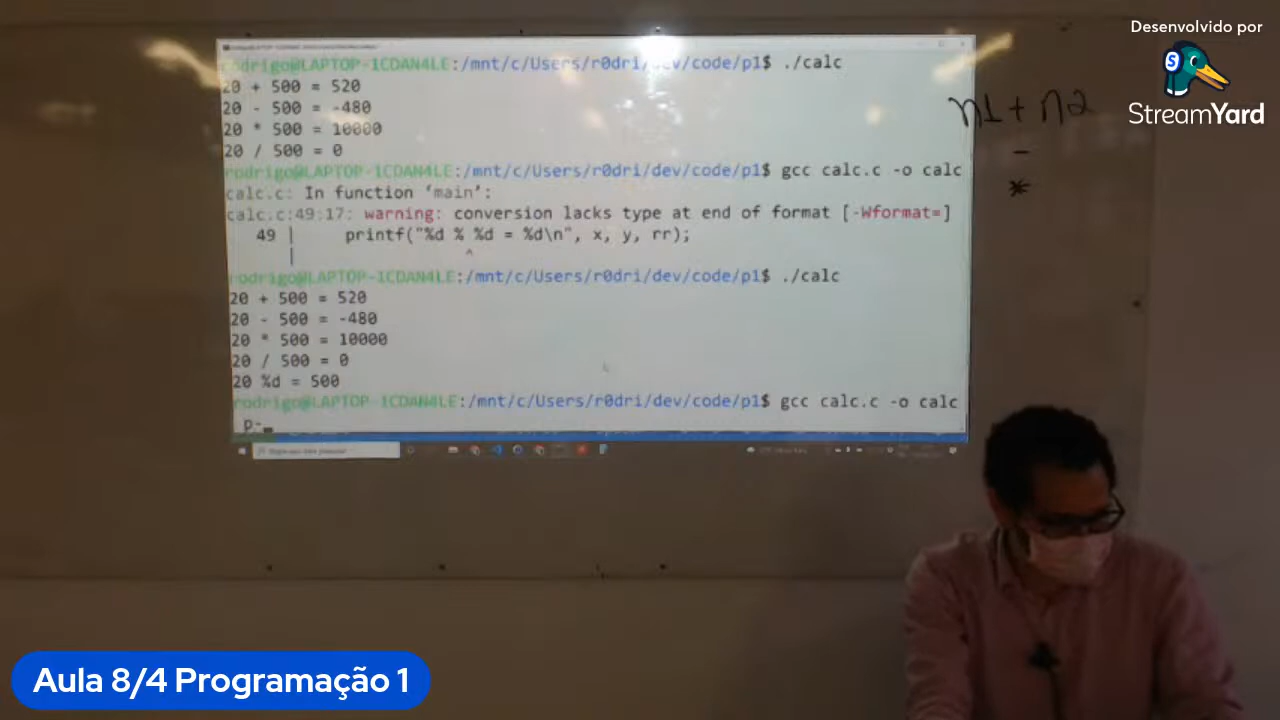 Desenvolvido por
StreamYard
rodrigo@LAPTOP-1CDAN4LE:/mnt/c/Users/r0dri/dev/code/p1$ ./calc
20 + 500 = 520
20 - 500 = -480
20 * 500 = 10000
20 / 500 = 0
rodrigo@LAPTOP-1CDAN4LE:/mnt/c/Users/r0dri/dev/code/p1$ gcc calc.c -o calc
calc.c: In function ‘main’:
calc.c:49:17: warning: conversion lacks type at end of format [-Wformat=]
49 | printf("%d % %d = %d\n", x, y, rr);
| ^
rodrigo@LAPTOP-1CDAN4LE:/mnt/c/Users/r0dri/dev/code/p1$ ./calc
20 + 500 = 520
20 - 500 = -480
20 * 500 = 10000
20 / 500 = 0
20 %d = 500
rodrigo@LAPTOP-1CDAN4LE:/mnt/c/Users/r0dri/dev/code/p1$ gcc calc.c -o calc
p-
n1 + n2
-
*
Aula 8/4 Programação 1